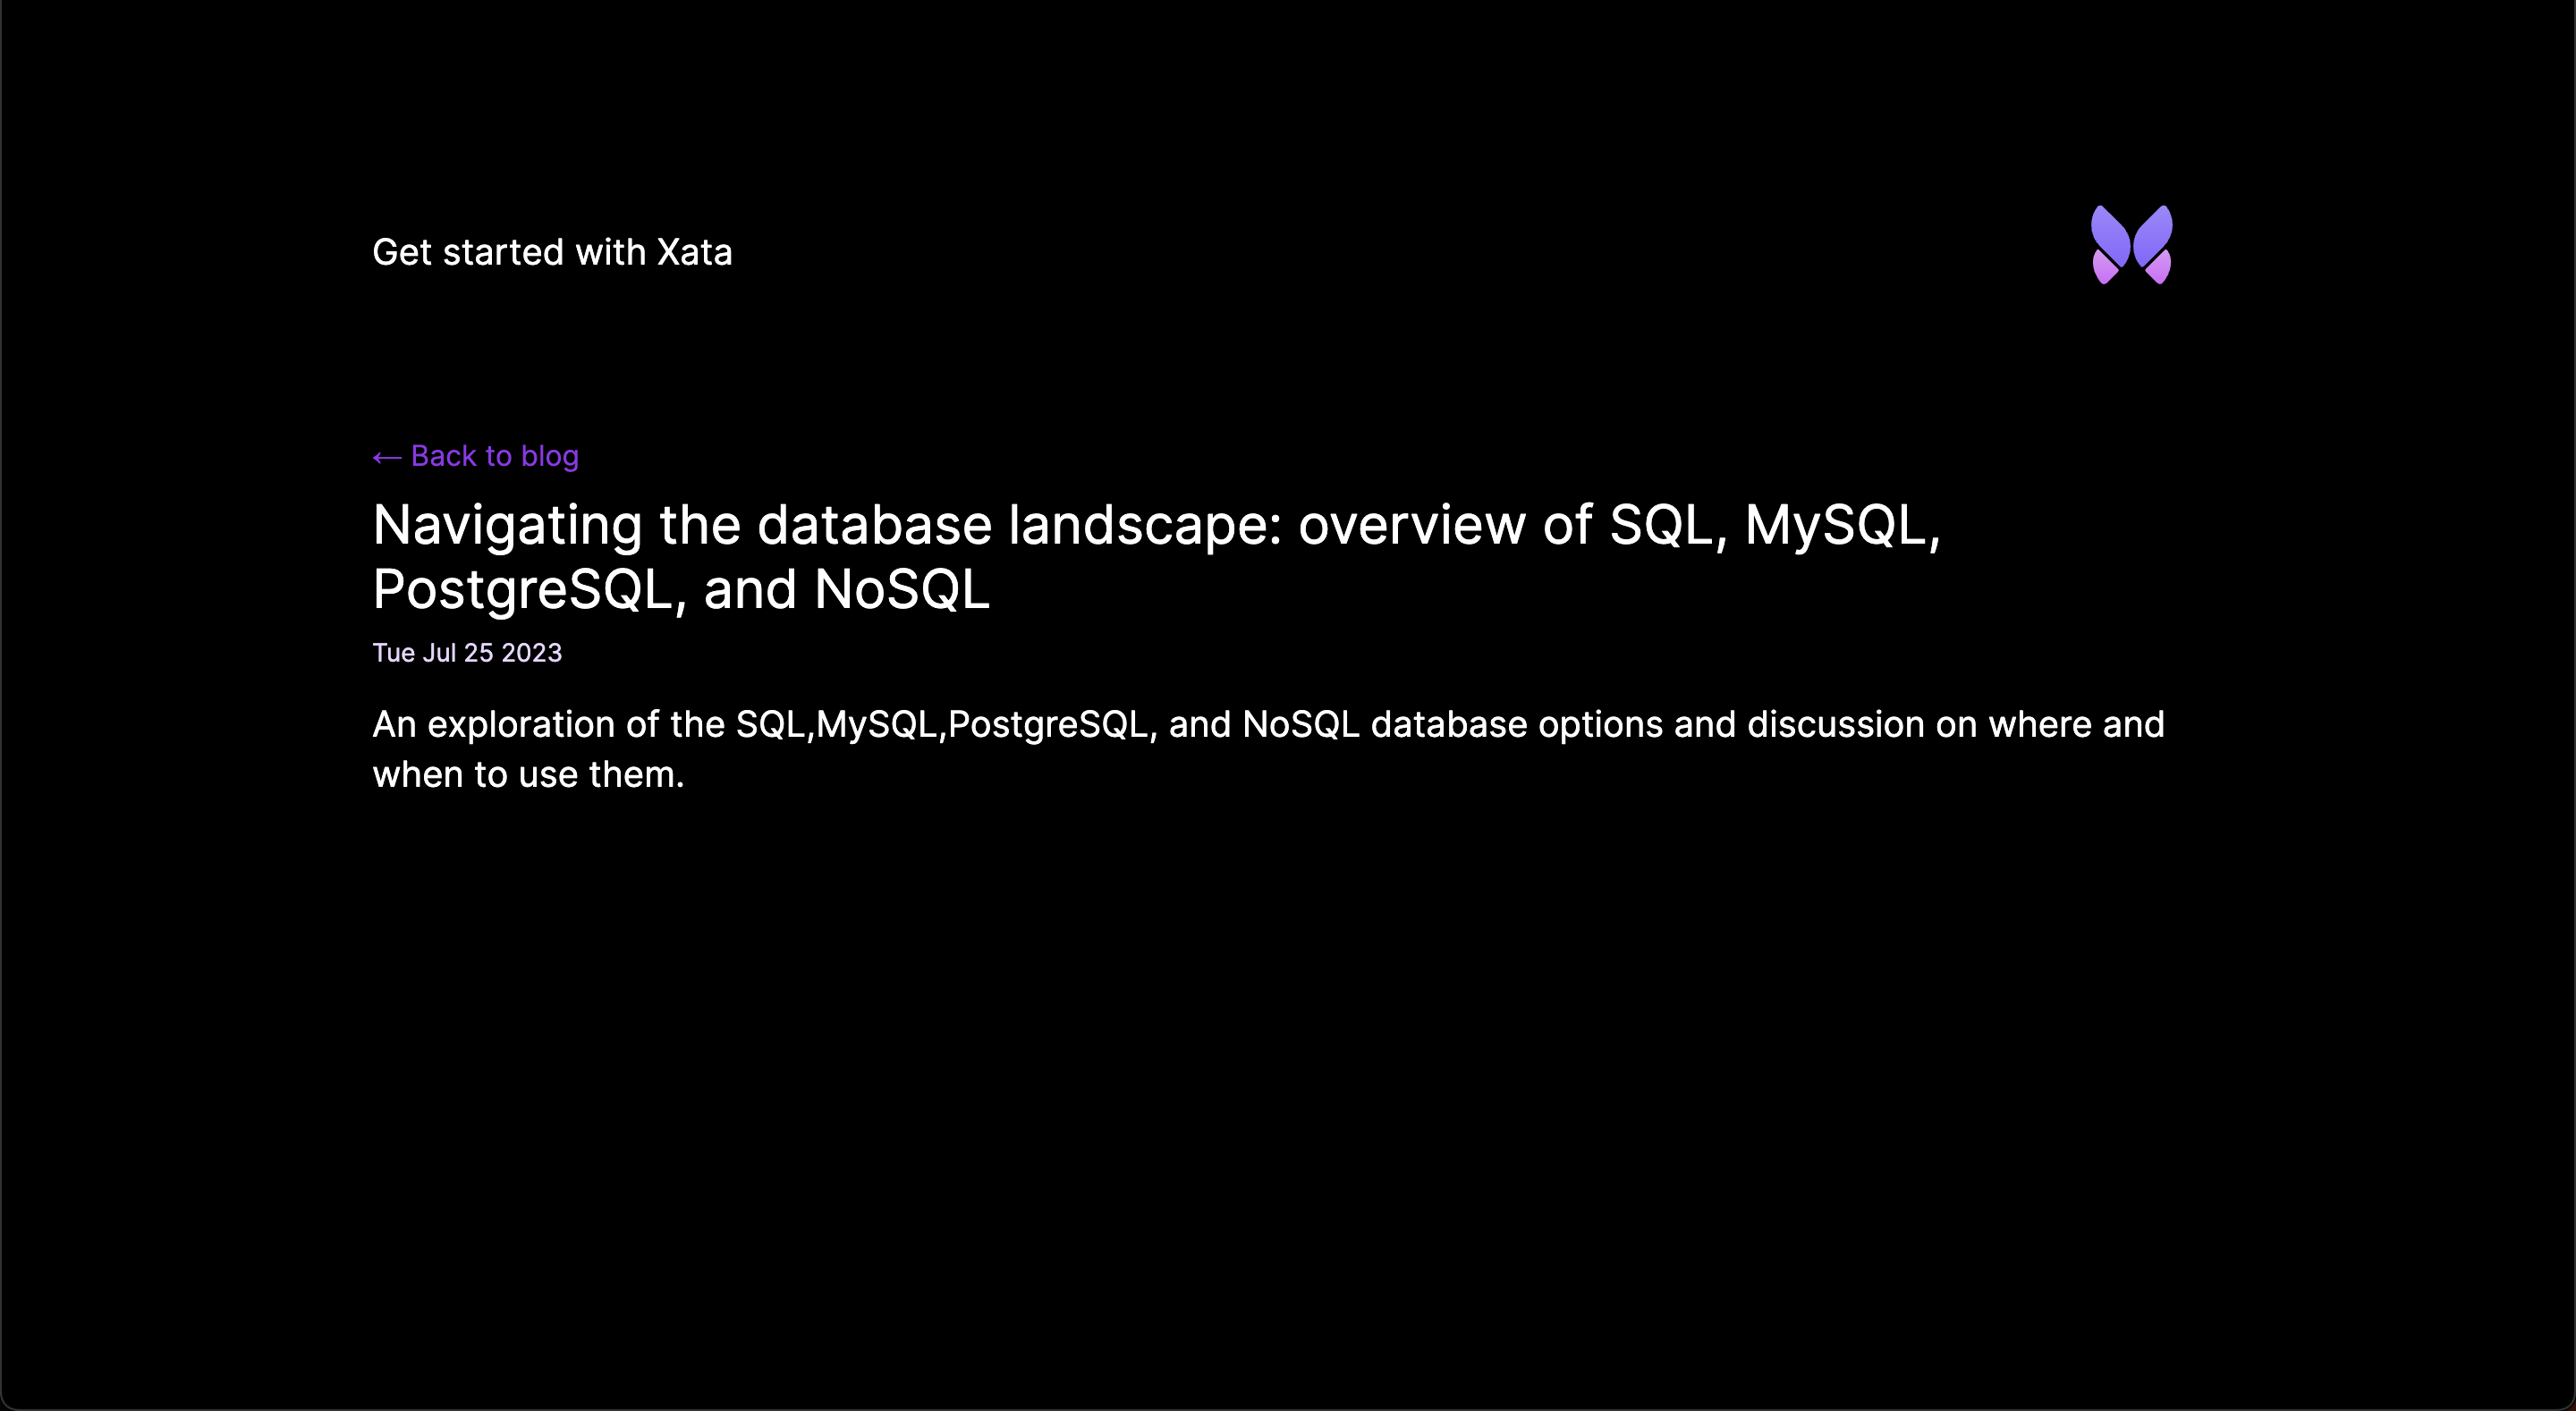 Get started with Xata
← Back to blog
Navigating the database landscape: overview of SQL, MySQL,
PostgreSQL, and NoSQL
Tue Jul 25 2023
An exploration of the SQL,MySQL,PostgreSQL, and NoSQL database options and discussion on where and
when to use them.